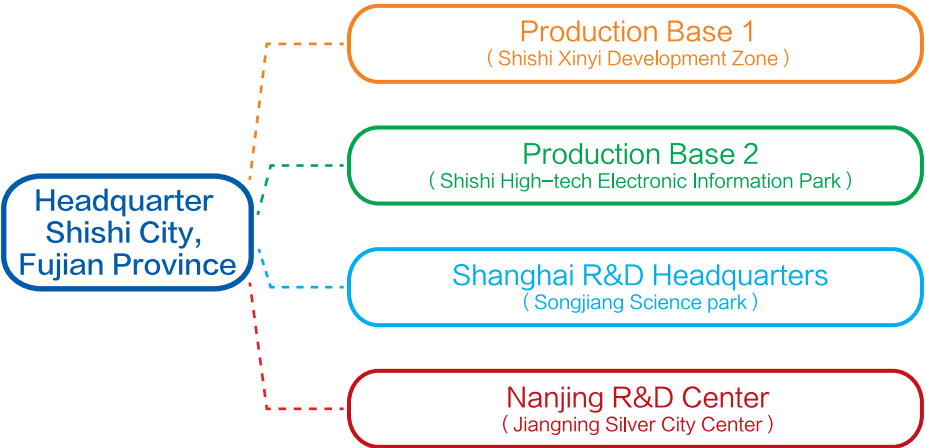 Production Base 1
( Shishi Xinyi Development Zone )
Production Base 2
( Shishi High-tech Electronic Information Park )
Headquarter
Shishi City,
Fujian Province
Shanghai R&D Headquarters
( Songjiang Science park )
Nanjing R&D Center
( Jiangning Silver City Center )